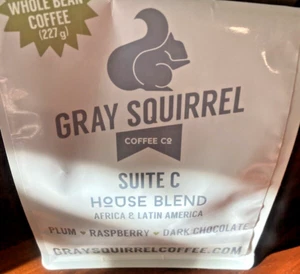 WHOLE BEAN
COFFEE
(227g)
GRAY SQUIRREL
COFFEE CO
SUITE C
HOUSE BLEND
AFRICA & LATIN AMERICA
PLUM ♥ RASPBERRY ♥ DARK CHOCOLATE
GRAYSQUIRRELCOFFEE.COM